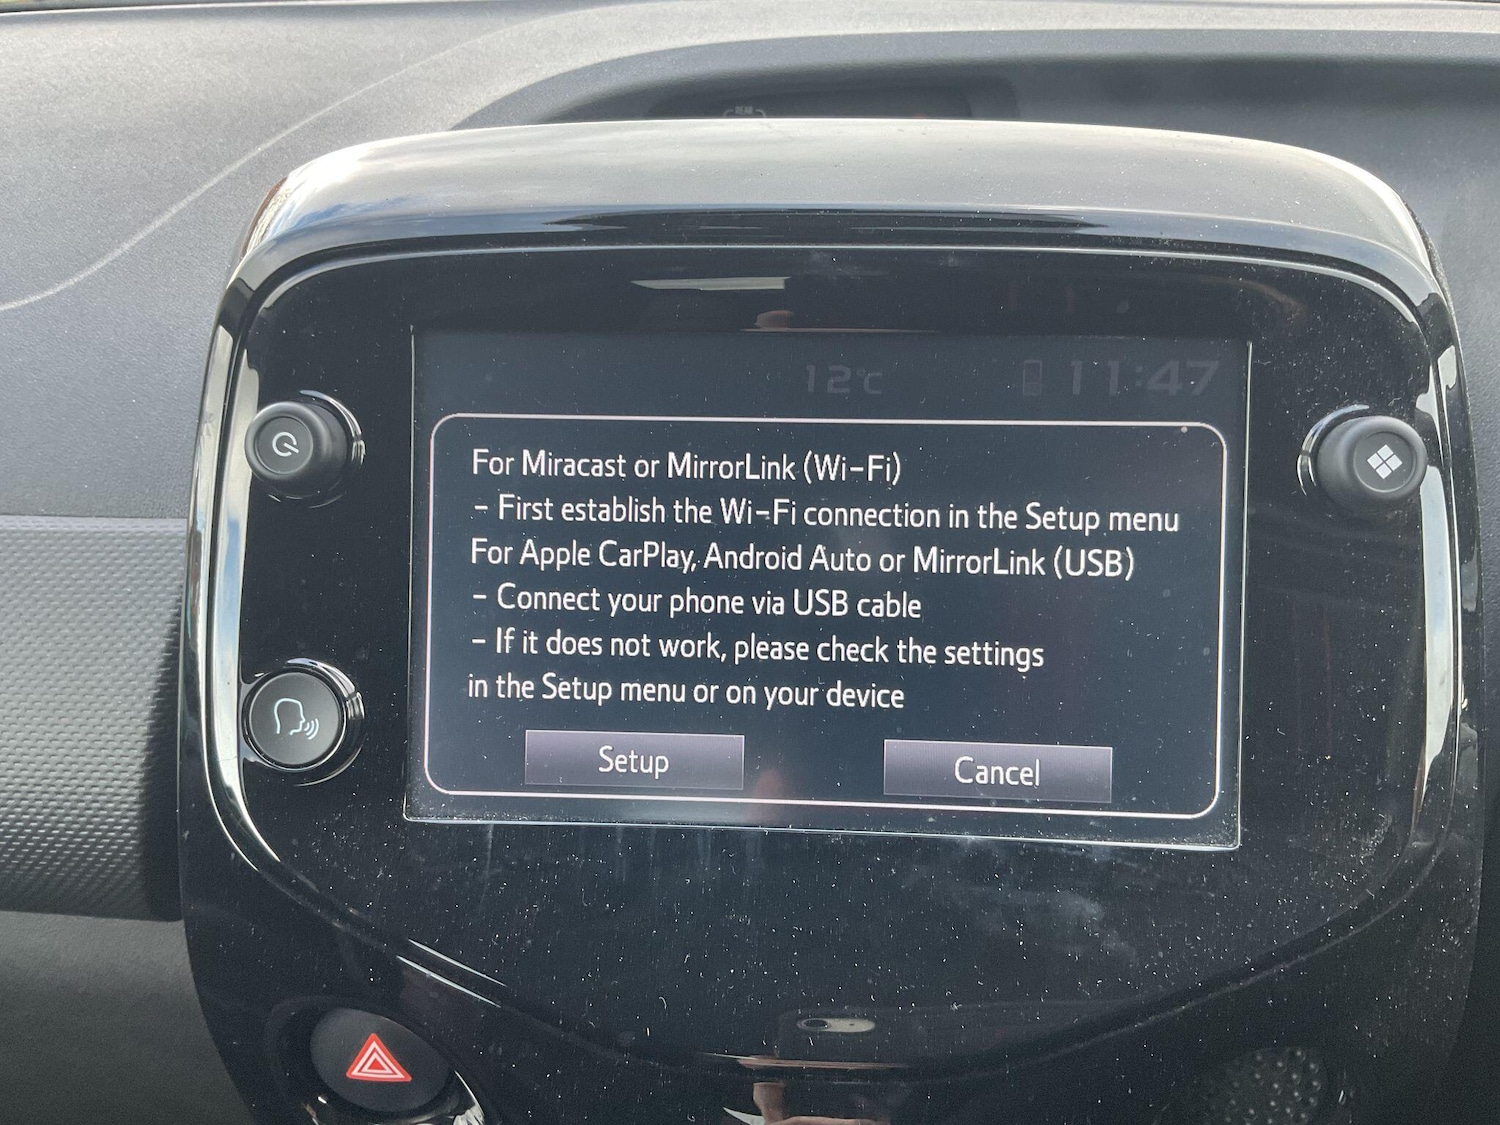 12°C 11:47
For Miracast or MirrorLink (Wi-Fi)
- First establish the Wi-Fi connection in the Setup menu
For Apple CarPlay, Android Auto or MirrorLink (USB)
- Connect your phone via USB cable
- If it does not work, please check the settings
in the Setup menu or on your device
Setup Cancel